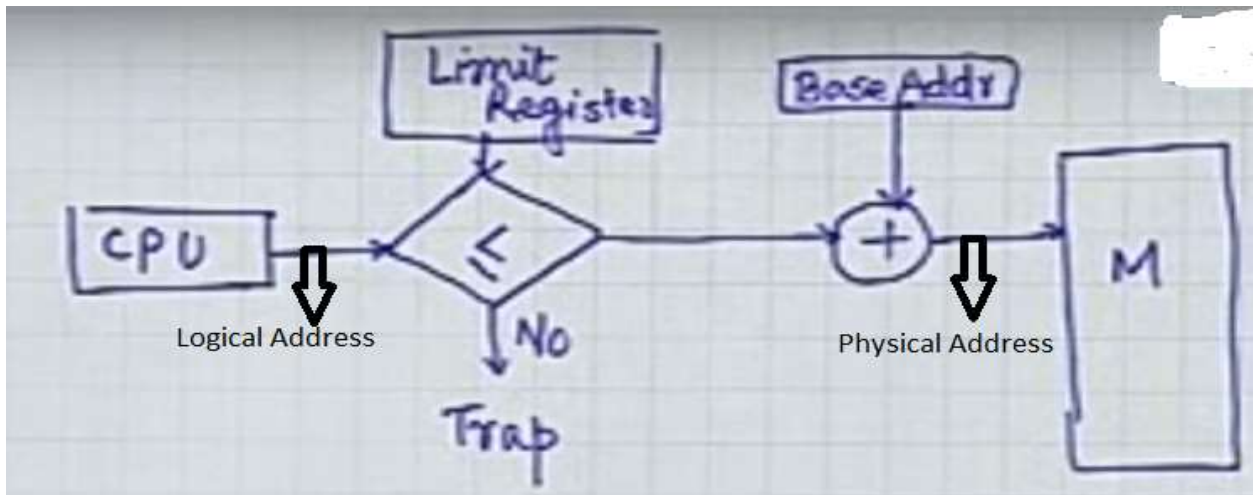 Limit
Register
Base Addr
CPU
≤
+
M
Logical Address
No
Physical Address
Trap